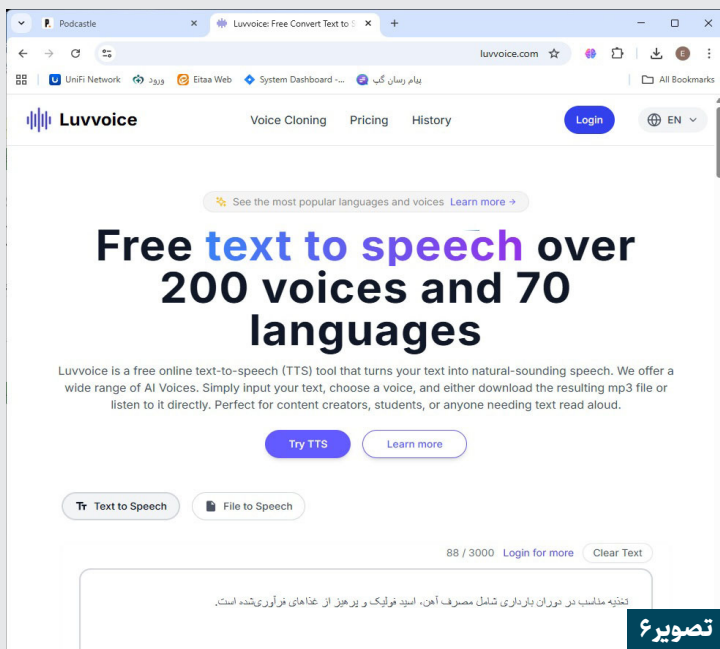 Podcastle
Luvvoice: Free Convert Text to S
luvvoice.com
E
UniFi Network
ورود
Eitaa Web
System Dashboard -...
پیام رسان گپ
All Bookmarks
Luvvoice
Voice Cloning
Pricing
History
Login
EN
See the most popular languages and voices Learn more →
Free text to speech over
200 voices and 70
languages
Luvvoice is a free online text-to-speech (TTS) tool that turns your text into natural-sounding speech. We offer a
wide range of AI Voices. Simply input your text, choose a voice, and either download the resulting mp3 file or
listen to it directly. Perfect for content creators, students, or anyone needing text read aloud.
Try TTS
Learn more
Text to Speech
File to Speech
88 / 3000 Login for more Clear Text
تغذیه مناسب در دوران بارداری شامل مصرف آهن، اسید فولیک و پرهیز از غذاهای فرآوری‌شده است.
تصویر۶